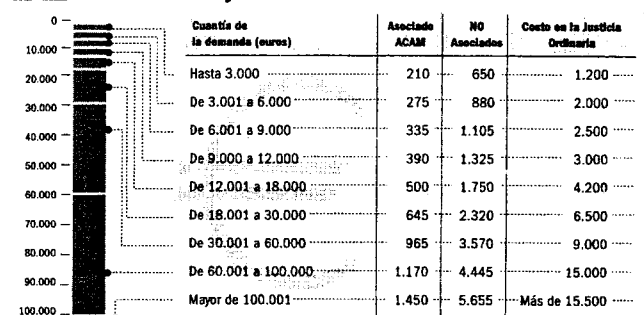 Cuantía de la demanda (euros) Asociado ACAM NO Asociados Costo en la Justicia Ordinaria
0
10.000
20.000
30.000
40.000
50.000
60.000
70.000
80.000
90.000
100.000
Hasta 3.000 210 650 1.200
De 3.001 a 6.000 275 880 2.000
De 6.001 a 9.000 335 1.105 2.500
De 9.000 a 12.000 390 1.325 3.000
De 12.001 a 18.000 500 1.750 4.200
De 18.001 a 30.000 645 2.320 6.500
De 30.001 a 60.000 965 3.570 9.000
De 60.001 a 100.000 1.170 4.445 15.000
Mayor de 100.001 1.450 5.655 Más de 15.500